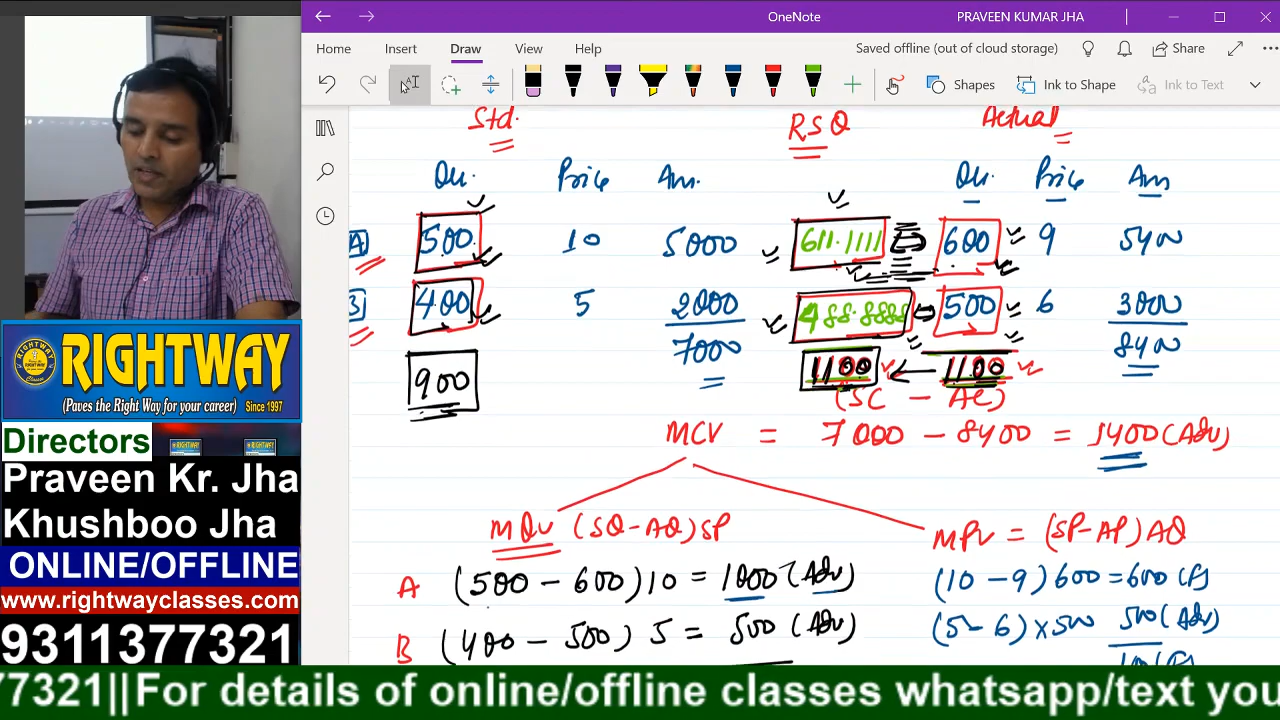 OneNote
PRAVEEN KUMAR JHA
Home Insert Draw View Help
Saved offline (out of cloud storage)
Share
Shapes Ink to Shape Ink to Text
Std. RSQ Actual
Qu. Price Am. Qu. Price Am
A 500 10 5000 611.1111 600 9 5400
B 400 5 2000 488.8888 500 6 3000
7000 8400
900 1100 ← 1100
(SC - AC)
MCV = 7000 - 8400 = 1400 (Adv)
MQV (SQ-AQ)SP
MPV = (SP-AP)AQ
A (500 - 600) 10 = 1000 (Adv)
(10 - 9) 600 = 600 (F)
B (400 - 500) 5 = 500 (Adv)
(5 - 6) × 500 500 (Adv)
100 (F)
RIGHTWAY
(Paves the Right Way for your career) Since 1997
Directors
Praveen Kr. Jha
Khushboo Jha
ONLINE/OFFLINE
www.rightwayclasses.com
9311377321
77321||For details of online/offline classes whatsapp/text you